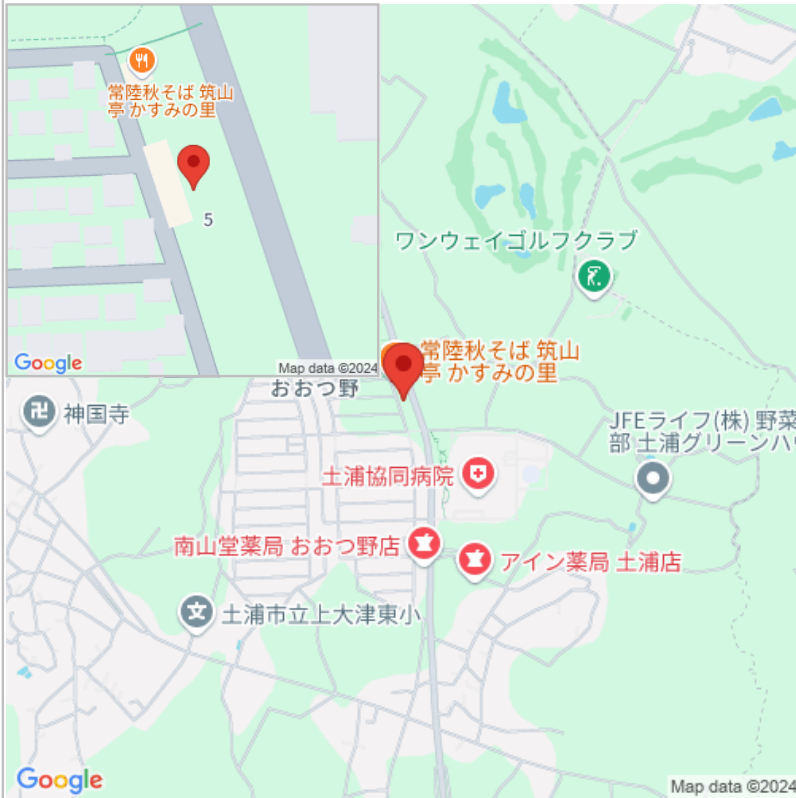 常陸秋そば 筑山
亭 かすみの里
5
Google
Map data ©2024
ワンウェイゴルフクラブ
常陸秋そば 筑山
亭 かすみの里
おおつ野
神国寺
JFEライフ(株) 野菜
部 土浦グリーンハ
土浦協同病院
南山堂薬局 おおつ野店
アイン薬局 土浦店
文
土浦市立上大津東小
Google
Map data ©2024